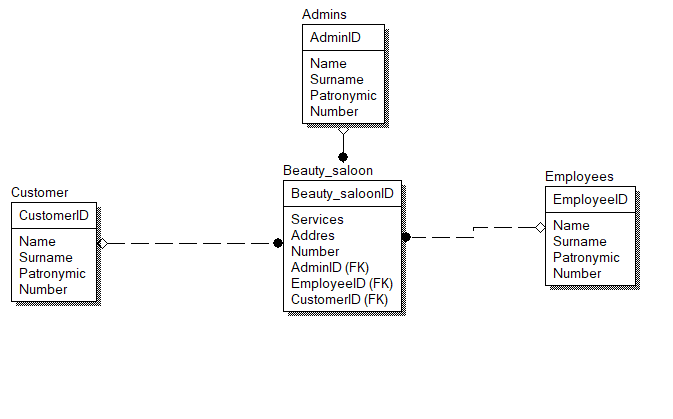 Admins
AdminID
Name
Surname
Patronymic
Number
Beauty_saloon
Beauty_saloonID
Services
Addres
Number
AdminID (FK)
EmployeeID (FK)
CustomerID (FK)
Customer
CustomerID
Name
Surname
Patronymic
Number
Employees
EmployeeID
Name
Surname
Patronymic
Number